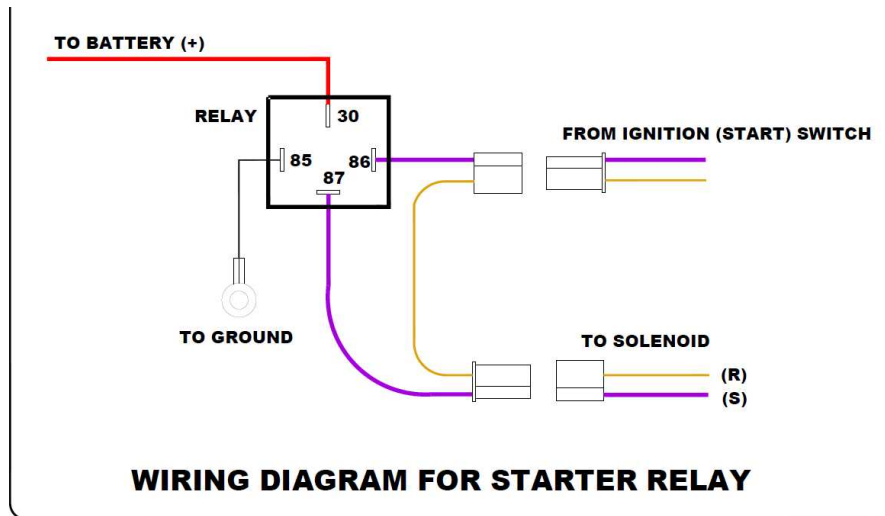 TO BATTERY (+)
RELAY
30
FROM IGNITION (START) SWITCH
85
86
87
TO GROUND
TO SOLENOID
(R)
(S)
WIRING DIAGRAM FOR STARTER RELAY